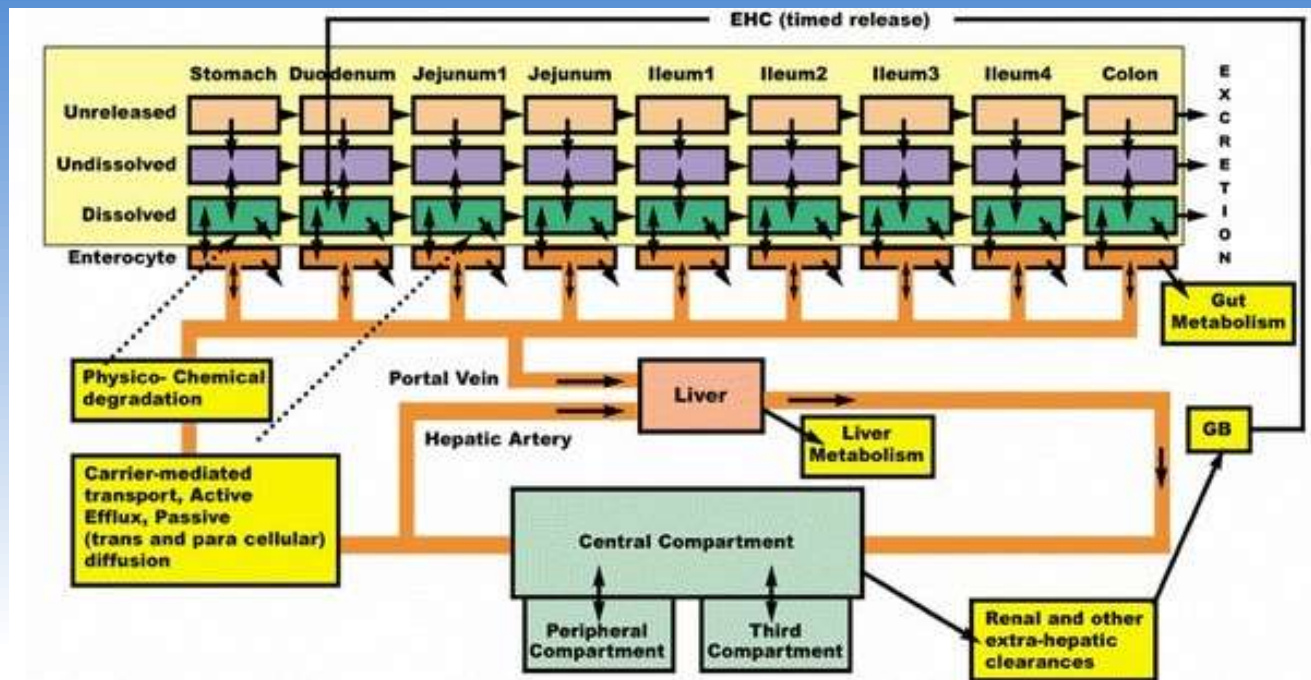 EHC (timed release)
Stomach Duodenum Jejunum1 Jejunum Ileum1 Ileum2 Ileum3 Ileum4 Colon
EXCRETION
Unreleased
Undissolved
Dissolved
Enterocyte
Gut
Metabolism
Physico- Chemical
degradation
Portal Vein
Liver
Hepatic Artery
Liver
Metabolism
GB
Carrier-mediated
transport, Active
Efflux, Passive
(trans and para cellular)
diffusion
Central Compartment
Peripheral
Compartment
Third
Compartment
Renal and other
extra-hepatic
clearances